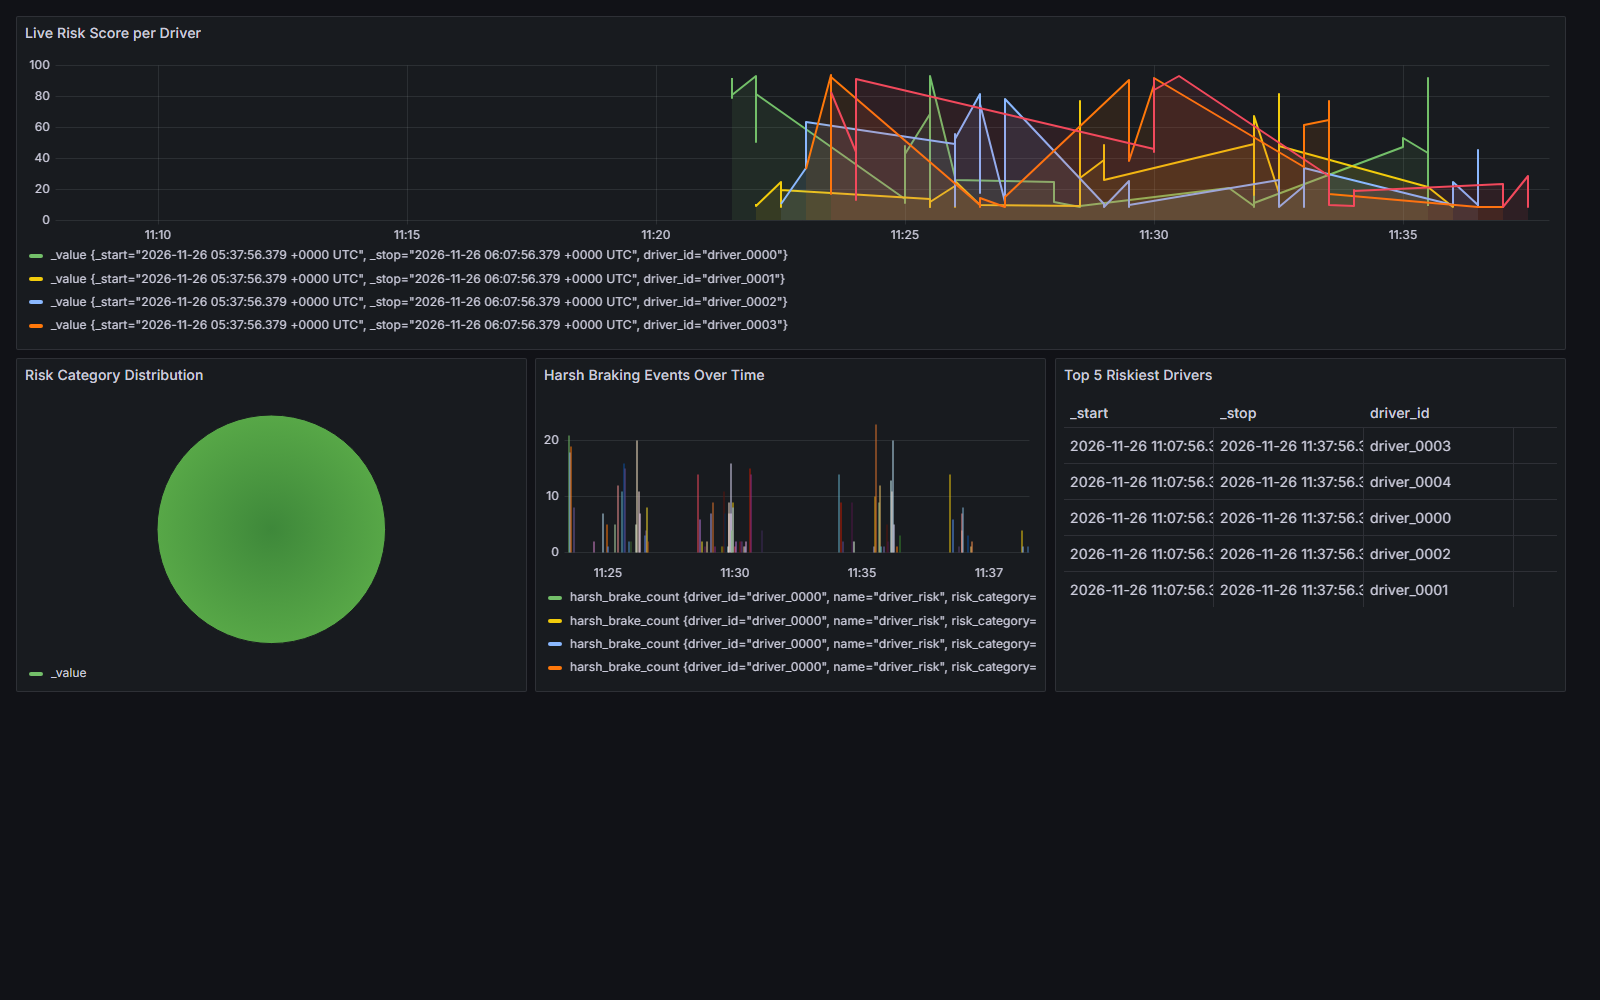 Live Risk Score per Driver
100
80
60
40
20
0
11:10 11:15 11:20 11:25 11:30 11:35
_value {_start="2026-11-26 05:37:56.379 +0000 UTC", _stop="2026-11-26 06:07:56.379 +0000 UTC", driver_id="driver_0000"}
_value {_start="2026-11-26 05:37:56.379 +0000 UTC", _stop="2026-11-26 06:07:56.379 +0000 UTC", driver_id="driver_0001"}
_value {_start="2026-11-26 05:37:56.379 +0000 UTC", _stop="2026-11-26 06:07:56.379 +0000 UTC", driver_id="driver_0002"}
_value {_start="2026-11-26 05:37:56.379 +0000 UTC", _stop="2026-11-26 06:07:56.379 +0000 UTC", driver_id="driver_0003"}
Risk Category Distribution
_value
Harsh Braking Events Over Time
20
10
0
11:25 11:30 11:35 11:37
harsh_brake_count {driver_id="driver_0000", name="driver_risk", risk_category=
harsh_brake_count {driver_id="driver_0000", name="driver_risk", risk_category=
harsh_brake_count {driver_id="driver_0000", name="driver_risk", risk_category=
harsh_brake_count {driver_id="driver_0000", name="driver_risk", risk_category=
Top 5 Riskiest Drivers
_start _stop driver_id
2026-11-26 11:07:56.3 2026-11-26 11:37:56.3 driver_0003
2026-11-26 11:07:56.3 2026-11-26 11:37:56.3 driver_0004
2026-11-26 11:07:56.3 2026-11-26 11:37:56.3 driver_0000
2026-11-26 11:07:56.3 2026-11-26 11:37:56.3 driver_0002
2026-11-26 11:07:56.3 2026-11-26 11:37:56.3 driver_0001